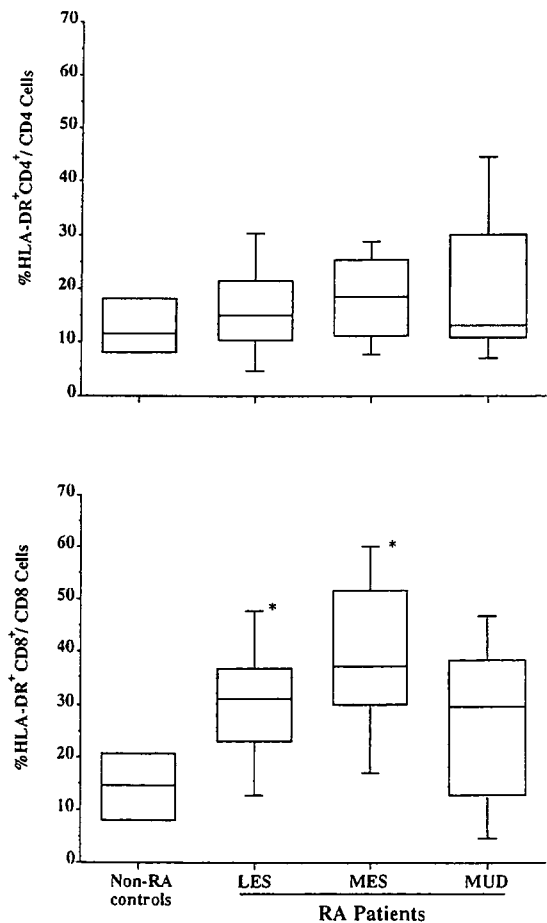 70
60
50
40
30
20
10
0
%HLA-DR⁺CD4⁺/ CD4 Cells
70
60
50
40
30
20
10
0
%HLA-DR⁺ CD8⁺/ CD8 Cells
*
*
Non-RA
controls
LES
MES
MUD
RA Patients